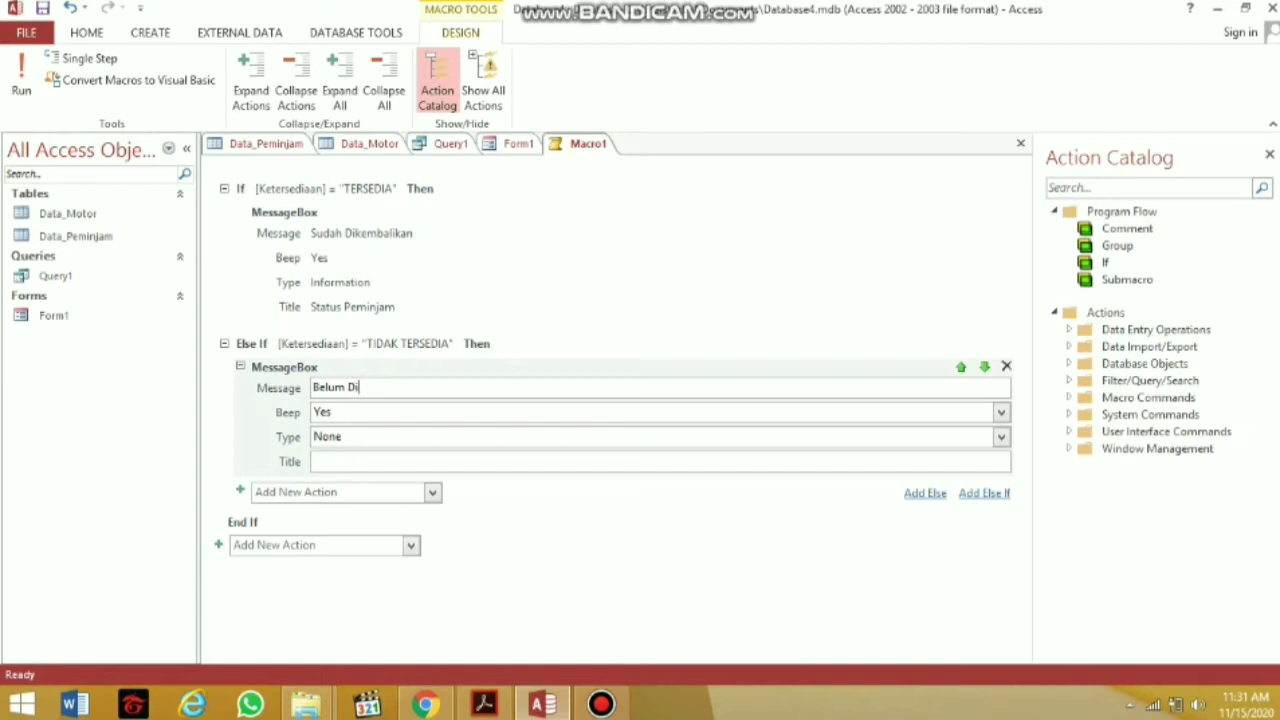 MACRO TOOLS
www.BANDICAM.com \Database4.mdb (Access 2002 - 2003 file format) - Access
FILE HOME CREATE EXTERNAL DATA DATABASE TOOLS DESIGN Sign in
Run
Single Step
Convert Macros to Visual Basic
Expand Actions
Collapse Actions
Expand All
Collapse All
Action Catalog
Show All Actions
Tools Collapse/Expand Show/Hide
All Access Obje...
Search..
Tables
Data_Motor
Data_Peminjam
Queries
Query1
Forms
Form1
Data_Peminjam Data_Motor Query1 Form1 Macro1
If [Ketersediaan] = "TERSEDIA" Then
MessageBox
Message Sudah Dikembalikan
Beep Yes
Type Information
Title Status Peminjam
Else If [Ketersediaan] = "TIDAK TERSEDIA" Then
MessageBox
Message Belum Di
Beep Yes
Type None
Title
Add New Action Add Else Add Else If
End If
Add New Action
Action Catalog
Search...
Program Flow
Comment
Group
If
Submacro
Actions
Data Entry Operations
Data Import/Export
Database Objects
Filter/Query/Search
Macro Commands
System Commands
User Interface Commands
Window Management
Ready
321
11:31 AM
11/15/2020